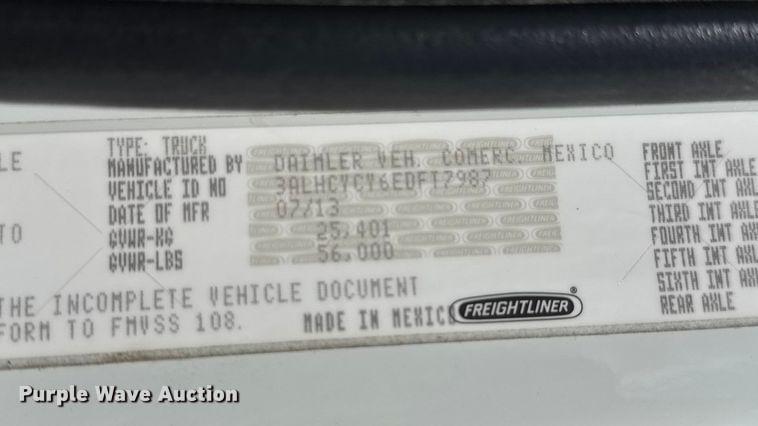 LE
TYPE: TRUCK
MANUFACTURED BY DAIMLER VEH. COMERC. MEXICO
VEHICLE ID NO 3ALHCYCY6EDFT7987
DATE OF MFR 07/13
TO GVWR-KG 25,401
GVWR-LBS 56,000
THE INCOMPLETE VEHICLE DOCUMENT
FORM TO FMVSS 108. MADE IN MEXICO FREIGHTLINER®
FRONT AXLE
FIRST INT AXLE
SECOND INT AXLE
THIRD INT AXLE
FOURTH INT AXLE
FIFTH INT AXLE
SIXTH INT AXLE
REAR AXLE
Purple Wave Auction